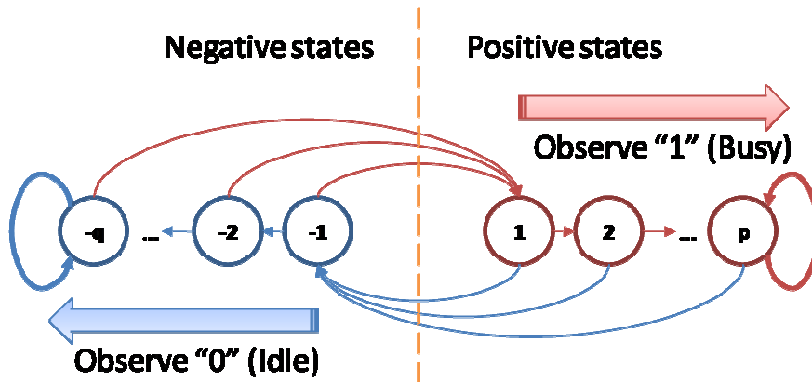 Negative states
Positive states
Observe “1” (Busy)
-q ... -2 -1 1 2 ... p
Observe “0” (Idle)